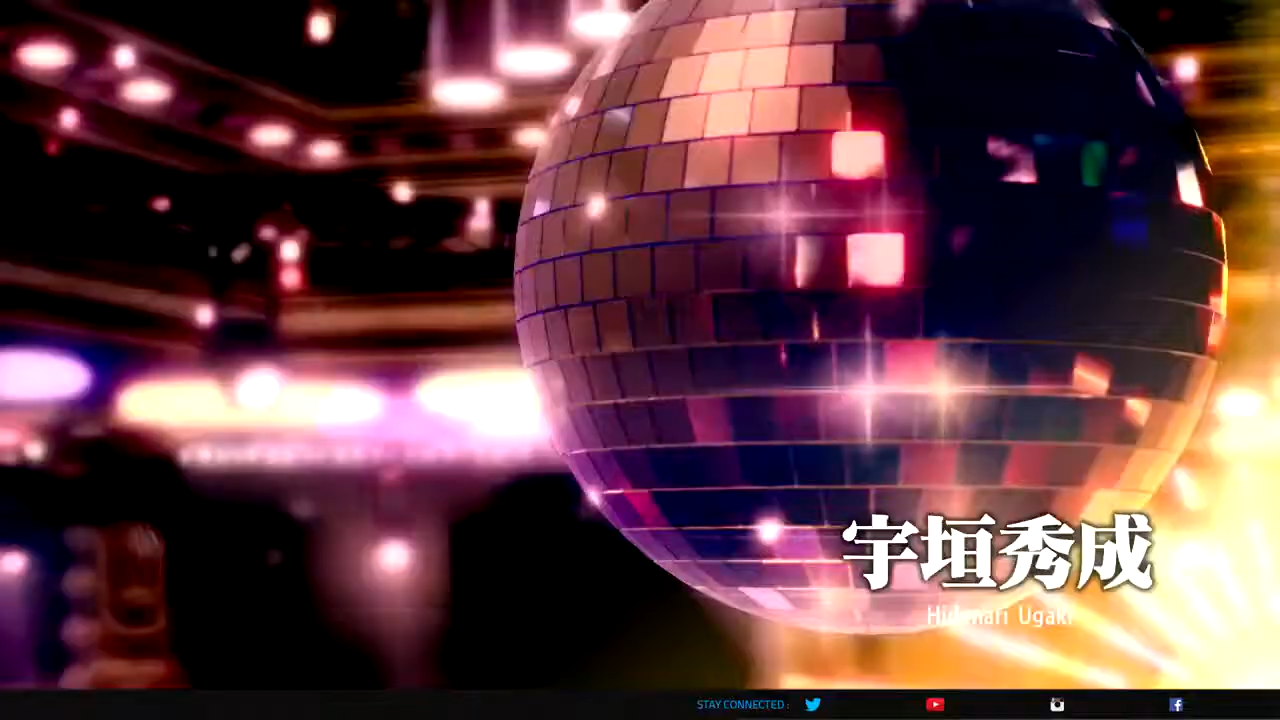 宇垣秀成
Hidenari Ugaki
STAY CONNECTED :